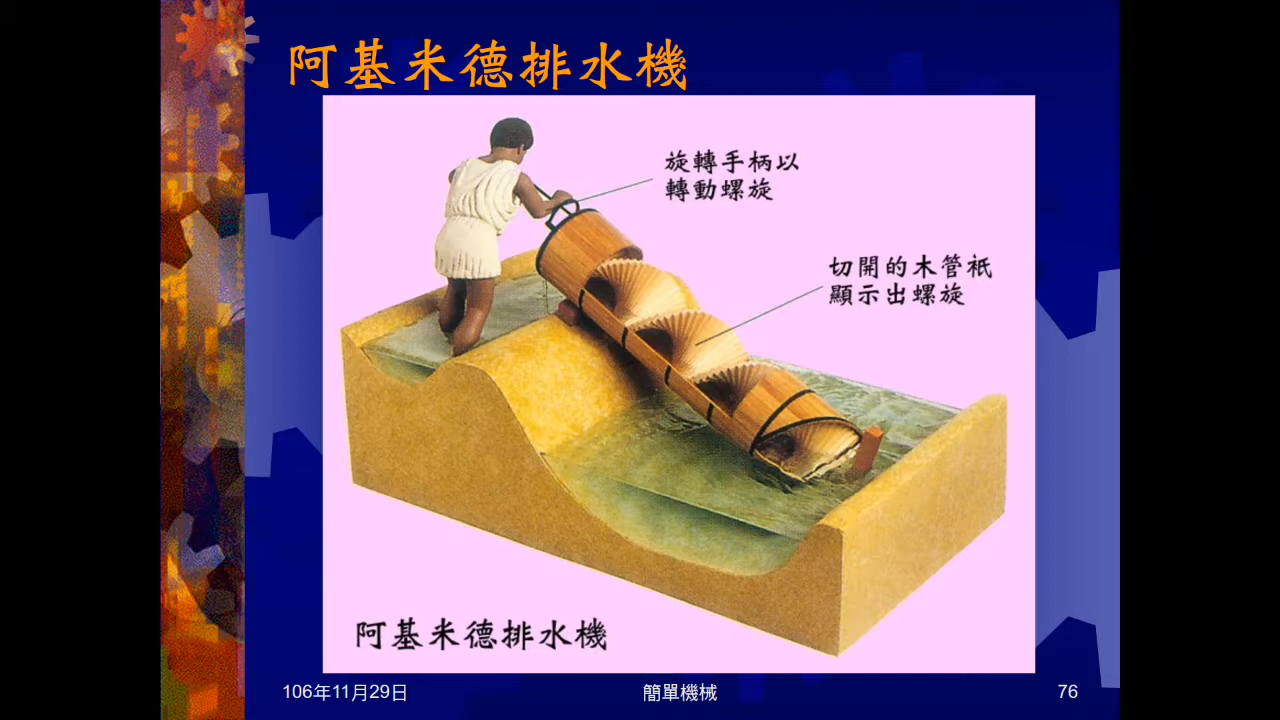 阿基米德排水機
旋轉手柄以
轉動螺旋
切開的木管祇
顯示出螺旋
阿基米德排水機
106年11月29日
簡單機械
76